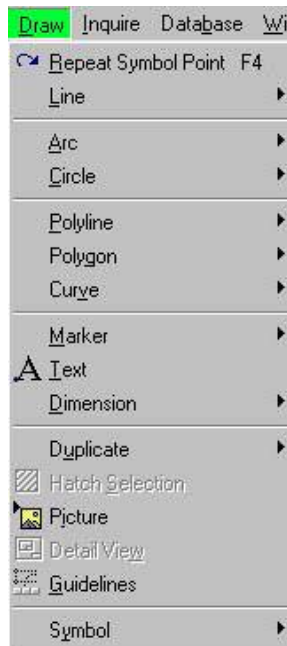 Draw Inquire Database Wi
Repeat Symbol Point F4
Line
Arc
Circle
Polyline
Polygon
Curve
Marker
A Text
Dimension
Duplicate
Hatch Selection
Picture
Detail View
Guidelines
Symbol